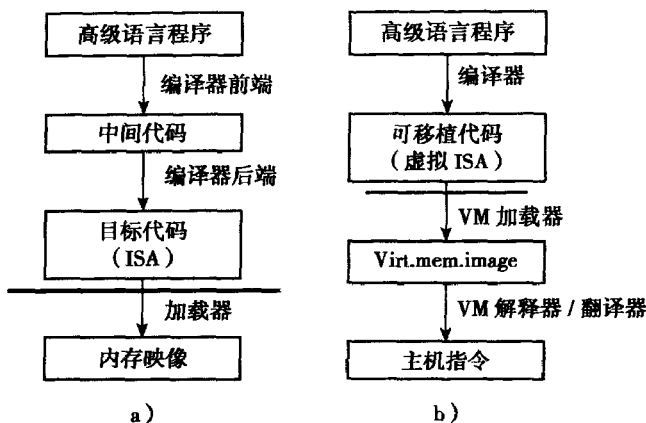 高级语言程序
编译器前端
中间代码
编译器后端
目标代码
（ISA）
加载器
内存映像
a）
高级语言程序
编译器
可移植代码
（虚拟 ISA）
VM 加载器
Virt.mem.image
VM 解释器 / 翻译器
主机指令
b）